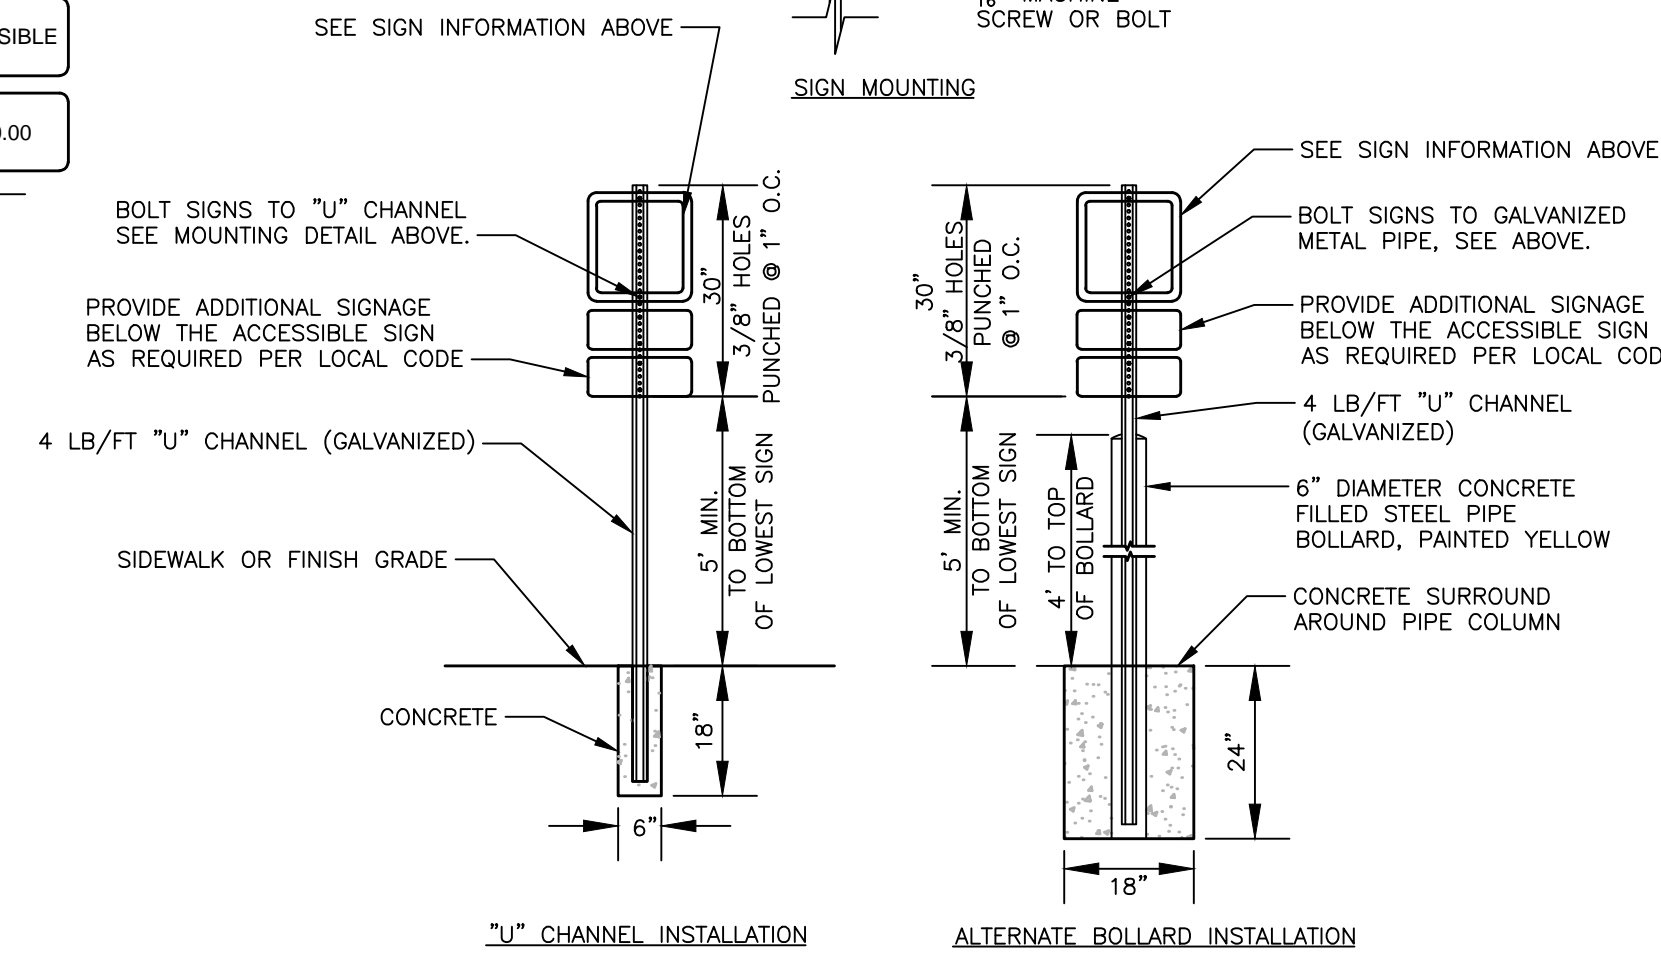 SIBLE
.00
SEE SIGN INFORMATION ABOVE
16" MACHINE
SCREW OR BOLT
SIGN MOUNTING
BOLT SIGNS TO "U" CHANNEL
SEE MOUNTING DETAIL ABOVE.
PROVIDE ADDITIONAL SIGNAGE
BELOW THE ACCESSIBLE SIGN
AS REQUIRED PER LOCAL CODE
4 LB/FT "U" CHANNEL (GALVANIZED)
SIDEWALK OR FINISH GRADE
CONCRETE
30"
3/8" HOLES
PUNCHED @ 1" O.C.
5' MIN.
TO BOTTOM
OF LOWEST SIGN
18"
6"
"U" CHANNEL INSTALLATION
30"
3/8" HOLES
PUNCHED
@ 1" O.C.
5' MIN.
TO BOTTOM
OF LOWEST SIGN
4' TO TOP
OF BOLLARD
SEE SIGN INFORMATION ABOVE
BOLT SIGNS TO GALVANIZED
METAL PIPE, SEE ABOVE.
PROVIDE ADDITIONAL SIGNAGE
BELOW THE ACCESSIBLE SIGN
AS REQUIRED PER LOCAL COD
4 LB/FT "U" CHANNEL
(GALVANIZED)
6" DIAMETER CONCRETE
FILLED STEEL PIPE
BOLLARD, PAINTED YELLOW
CONCRETE SURROUND
AROUND PIPE COLUMN
24"
18"
ALTERNATE BOLLARD INSTALLATION